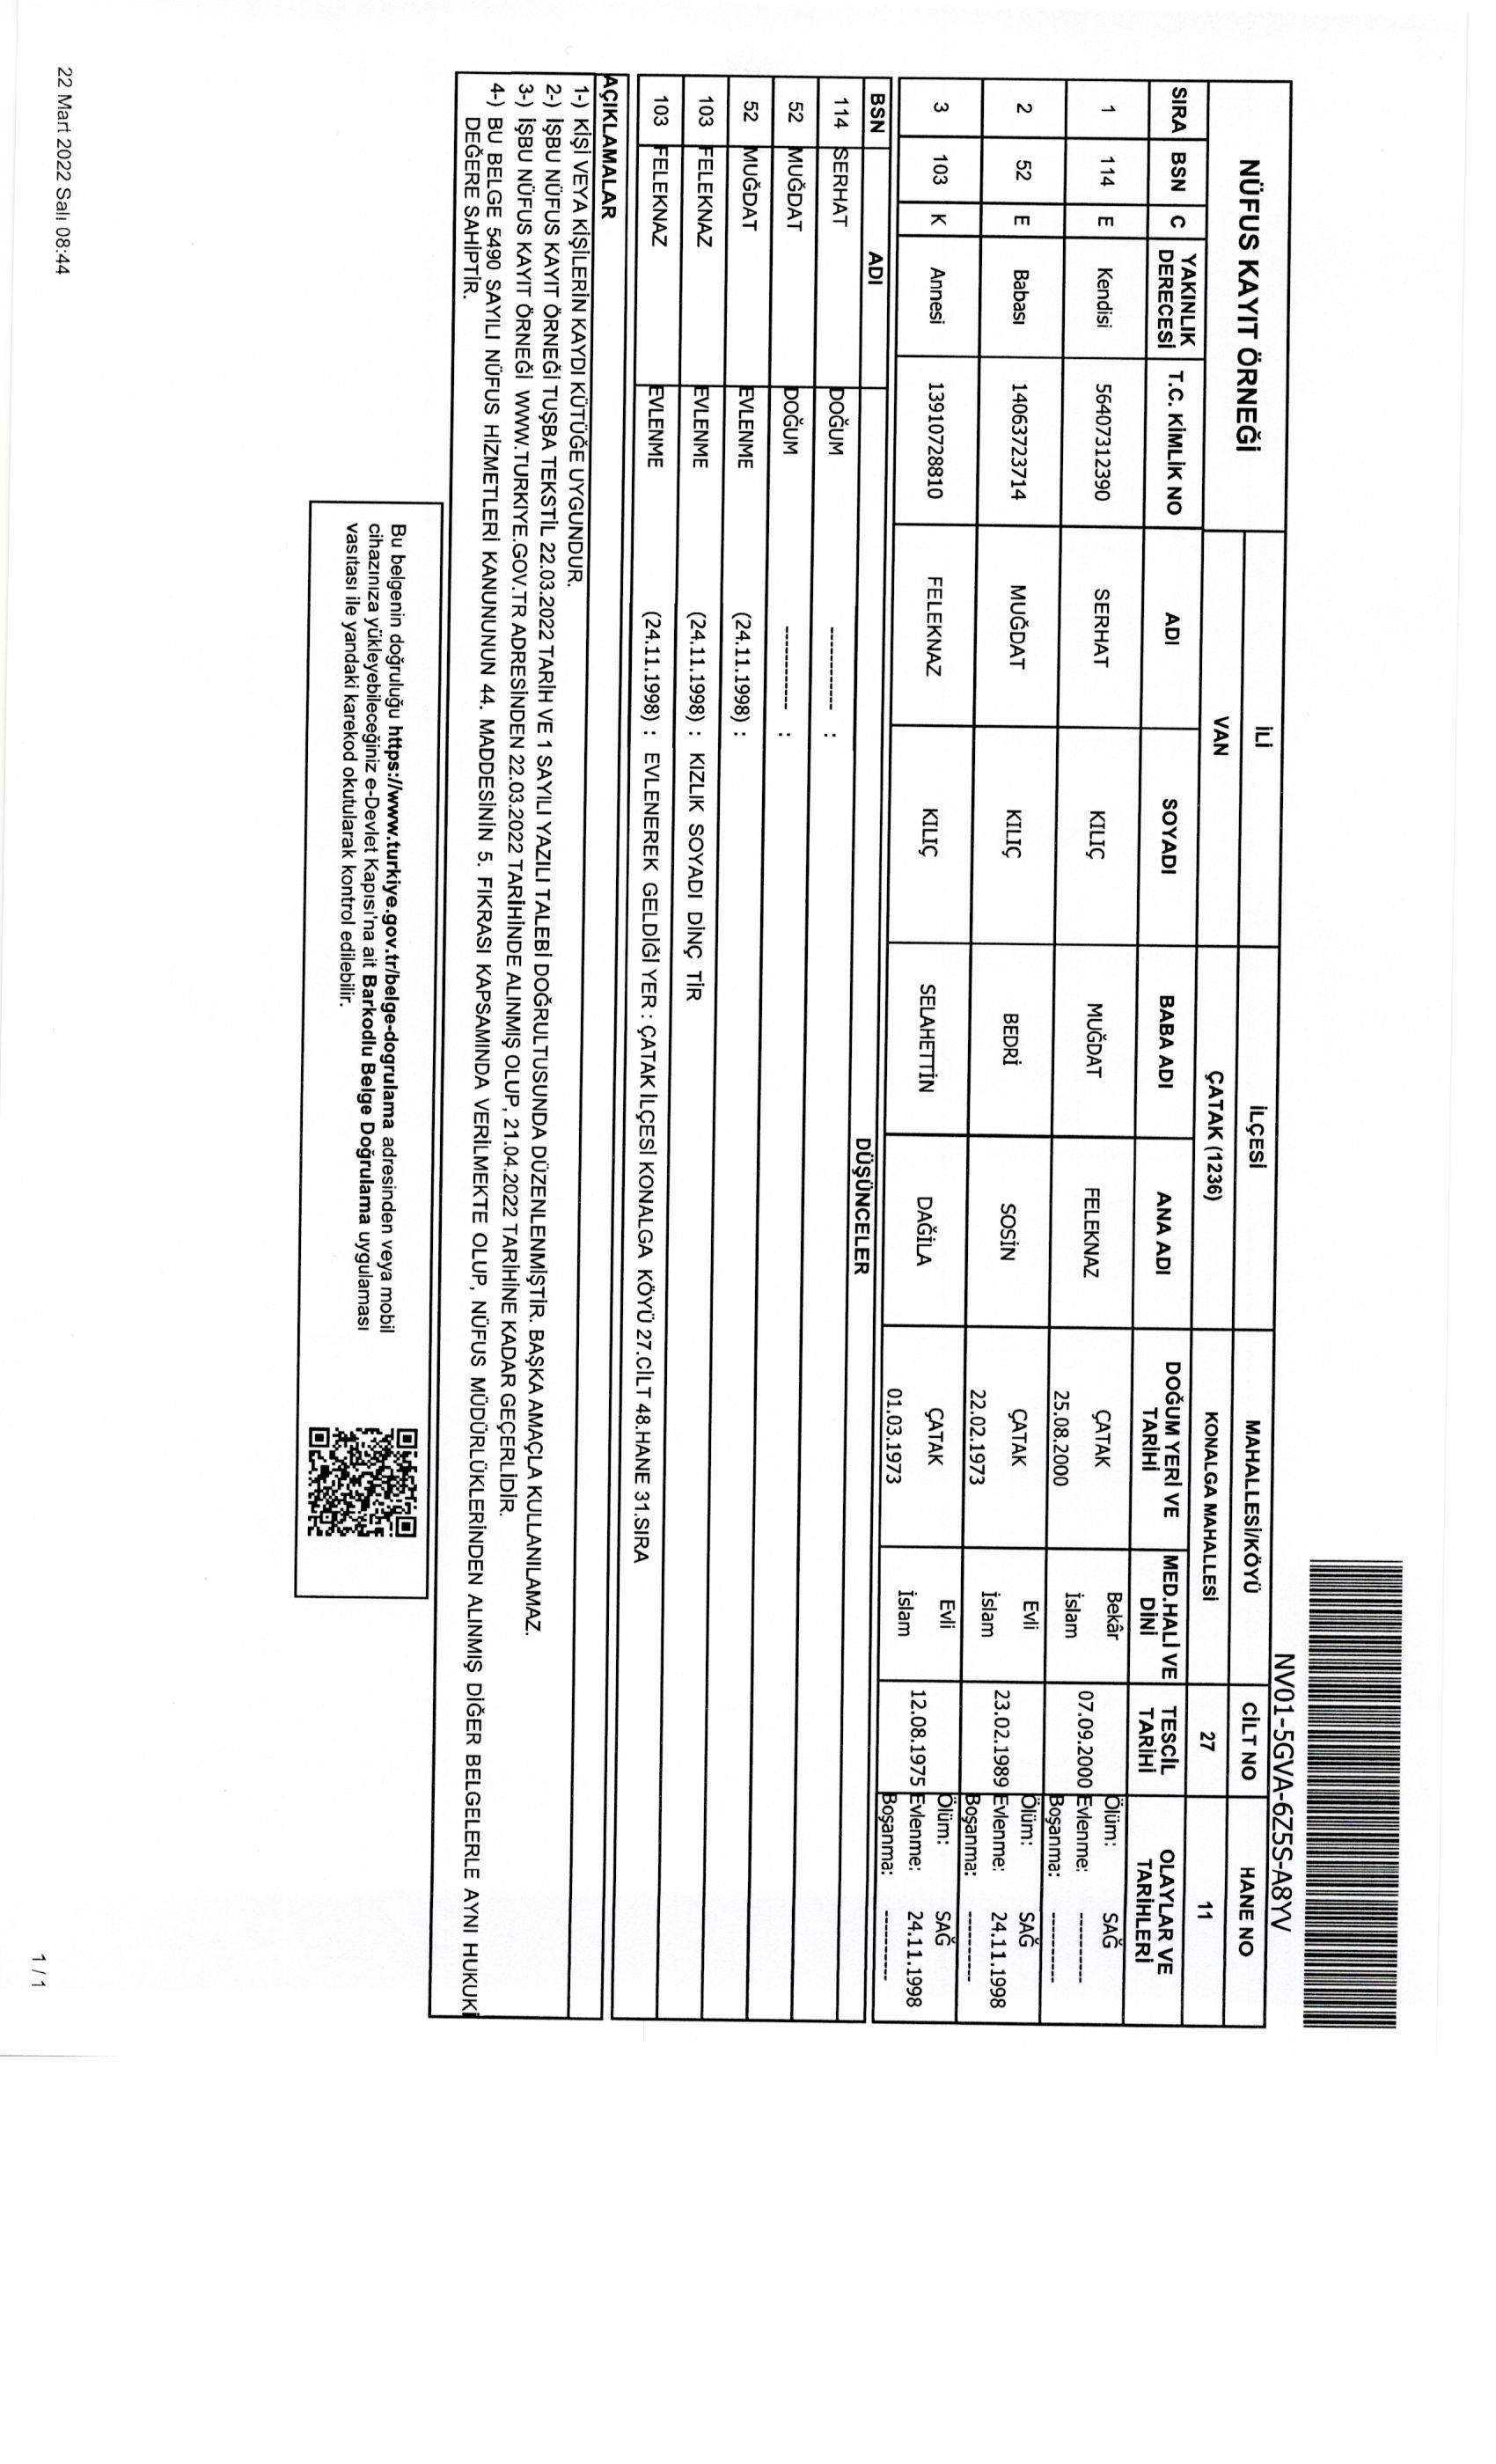 NV01-5GVA-6Z5S-A8YV
NÜFUS KAYIT ÖRNEĞİ
İLİ İLÇESİ MAHALLESİ/KÖYÜ CİLT NO HANE NO
VAN ÇATAK (1236) KONALGA MAHALLESİ 27 11
SIRA BSN C YAKINLIK DERECESİ T.C. KİMLİK NO ADI SOYADI BABA ADI ANA ADI DOĞUM YERİ VE TARİHİ MED.HALİ VE DİNİ TESCİL TARİHİ OLAYLAR VE TARİHLERİ
1 114 E Kendisi 56407312390 SERHAT KILIÇ MUĞDAT FELEKNAZ ÇATAK 25.08.2000 Bekâr İslam 07.09.2000 Ölüm: SAĞ Evlenme: ---------- Boşanma: ----------
2 52 E Babası 14063723714 MUĞDAT KILIÇ BEDRİ SOSİN ÇATAK 22.02.1973 Evli İslam 23.02.1989 Ölüm: SAĞ Evlenme: 24.11.1998 Boşanma: ----------
3 103 K Annesi 13910728810 FELEKNAZ KILIÇ SELAHETTİN DAĞİLA ÇATAK 01.03.1973 Evli İslam 12.08.1975 Ölüm: SAĞ Evlenme: 24.11.1998 Boşanma: ----------
BSN ADI DÜŞÜNCELER
114 SERHAT DOĞUM ------------ :
52 MUĞDAT DOĞUM ------------ :
52 MUĞDAT EVLENME (24.11.1998) :
103 FELEKNAZ EVLENME (24.11.1998) : KIZLIK SOYADI DİNÇ TİR
103 FELEKNAZ EVLENME (24.11.1998) : EVLENEREK GELDİĞİ YER : ÇATAK İLÇESİ KONALGA KÖYÜ 27.CİLT 48.HANE 31.SIRA
AÇIKLAMALAR
1-) KİŞİ VEYA KİŞİLERİN KAYDI KÜTÜĞE UYGUNDUR.
2-) İŞBU NÜFUS KAYIT ÖRNEĞİ TUŞBA TEKSTİL 22.03.2022 TARİH VE 1 SAYILI YAZILI TALEBİ DOĞRULTUSUNDA DÜZENLENMİŞTİR. BAŞKA AMAÇLA KULLANILAMAZ.
3-) İŞBU NÜFUS KAYIT ÖRNEĞİ WWW.TURKIYE.GOV.TR ADRESİNDEN 22.03.2022 TARİHİNDE ALINMIŞ OLUP, 21.04.2022 TARİHİNE KADAR GEÇERLİDİR.
4-) BU BELGE 5490 SAYILI NÜFUS HİZMETLERİ KANUNUNUN 44. MADDESİNİN 5. FIKRASI KAPSAMINDA VERİLMEKTE OLUP, NÜFUS MÜDÜRLÜKLERİNDEN ALINMIŞ DİĞER BELGELERLE AYNI HUKUKİ
DEĞERE SAHİPTİR.
Bu belgenin doğruluğu https://www.turkiye.gov.tr/belge-dogrulama adresinden veya mobil
cihazınıza yükleyebileceğiniz e-Devlet Kapısı'na ait Barkodlu Belge Doğrulama uygulaması
vasıtası ile yandaki karekod okutularak kontrol edilebilir.
22 Mart 2022 Salı 08:44
1 / 1